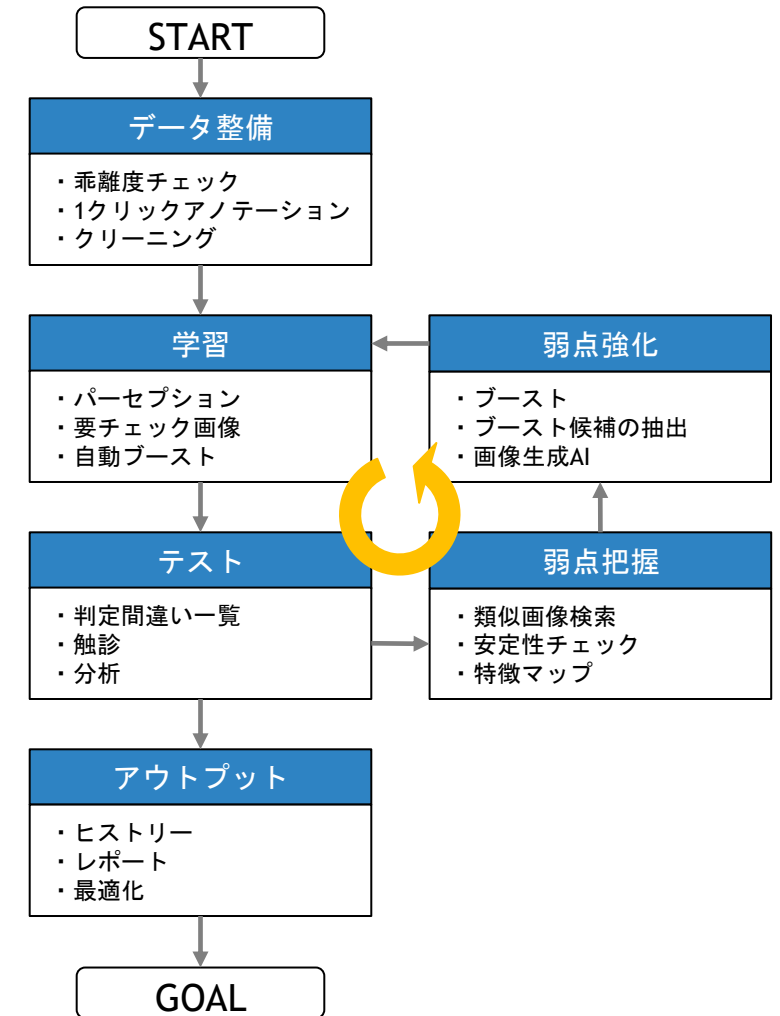 START
データ整備
・乖離度チェック
・1クリックアノテーション
・クリーニング
学習
・パーセプション
・要チェック画像
・自動ブースト
弱点強化
・ブースト
・ブースト候補の抽出
・画像生成AI
テスト
・判定間違い一覧
・触診
・分析
弱点把握
・類似画像検索
・安定性チェック
・特徴マップ
アウトプット
・ヒストリー
・レポート
・最適化
GOAL